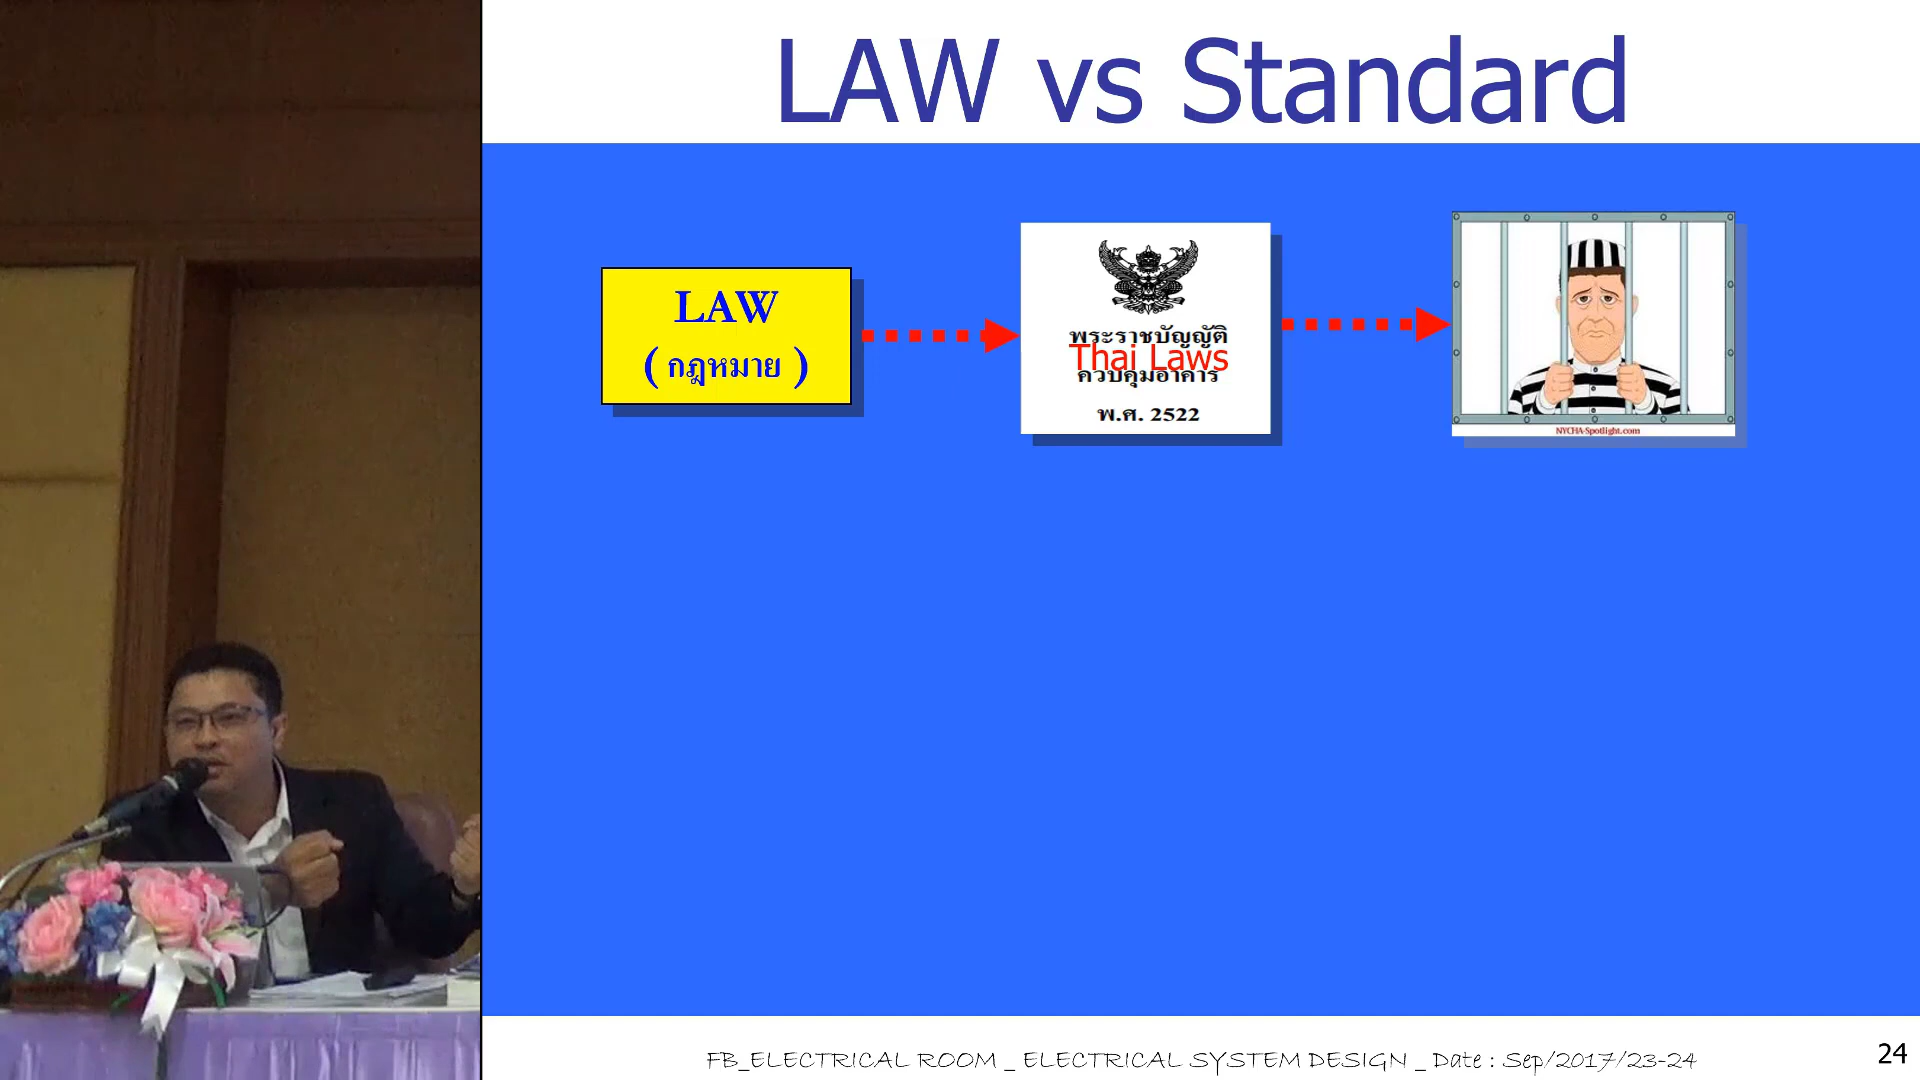 LAW vs Standard
LAW
( กฎหมาย )
พระราชบัญญัติ
Thai Laws
ควบคุมอาคาร
พ.ศ. 2522
NYCHA-Spotlight.com
FB_ELECTRICAL ROOM _ ELECTRICAL SYSTEM DESIGN _ Date : Sep/2017/23-24
24